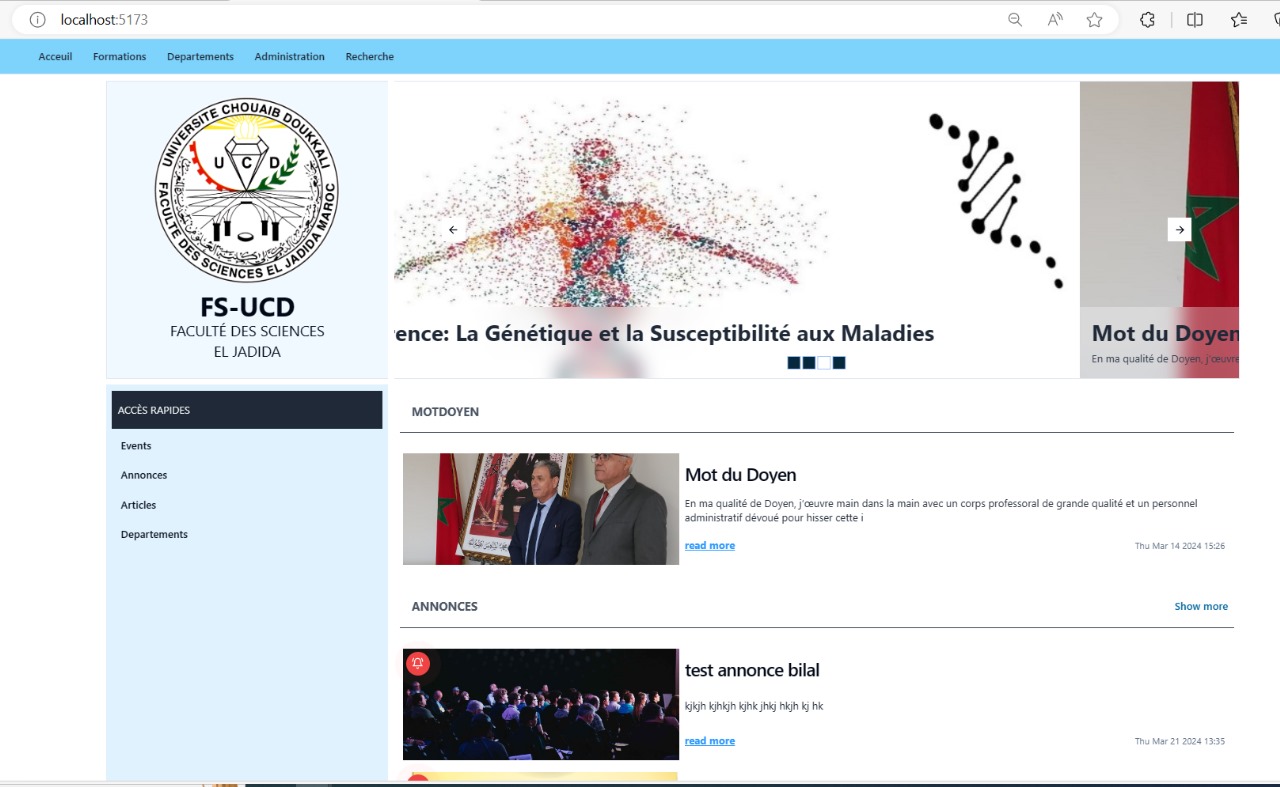 localhost:5173
Acceuil Formations Departements Administration Recherche
UNIVERSITE CHOUAIB DOUKKALI
U C D
FACULTE DES SCIENCES EL JADIDA MAROC
FS-UCD
FACULTÉ DES SCIENCES
EL JADIDA
rence: La Génétique et la Susceptibilité aux Maladies
Mot du Doyen
En ma qualité de Doyen, j'œuvre
ACCÈS RAPIDES
Events
Annonces
Articles
Departements
MOTDOYEN
Mot du Doyen
En ma qualité de Doyen, j'œuvre main dans la main avec un corps professoral de grande qualité et un personnel
administratif dévoué pour hisser cette i
read more
Thu Mar 14 2024 15:26
ANNONCES
Show more
test annonce bilal
kjkjh kjhkjh kjhk jhkj hkjh kj hk
read more
Thu Mar 21 2024 13:35